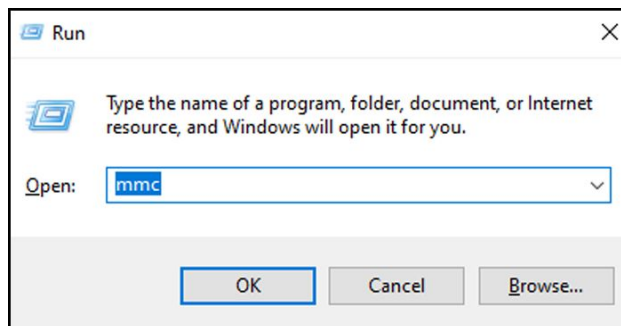 Run
Type the name of a program, folder, document, or Internet
resource, and Windows will open it for you.
Open:
mmc
OK
Cancel
Browse...